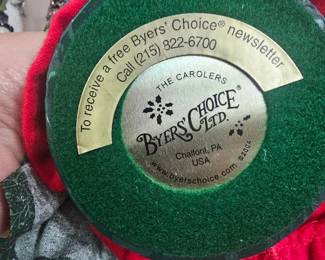 To receive a free Byers' Choice® newsletter
Call (215) 822-6700
THE CAROLERS
BYERS' CHOICE®
LTD.
Chalfont, PA
USA
www.byerschoice.com ©2004